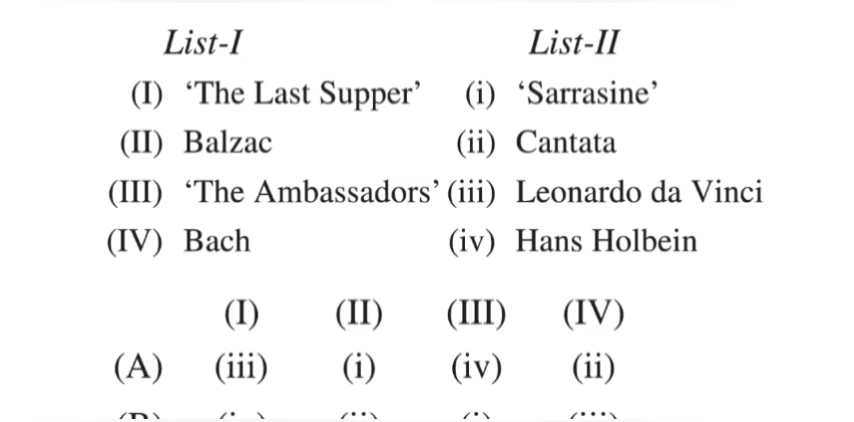 List-I List-II
(I) ‘The Last Supper’ (i) ‘Sarrasine’
(II) Balzac (ii) Cantata
(III) ‘The Ambassadors’ (iii) Leonardo da Vinci
(IV) Bach (iv) Hans Holbein
(I) (II) (III) (IV)
(A) (iii) (i) (iv) (ii)